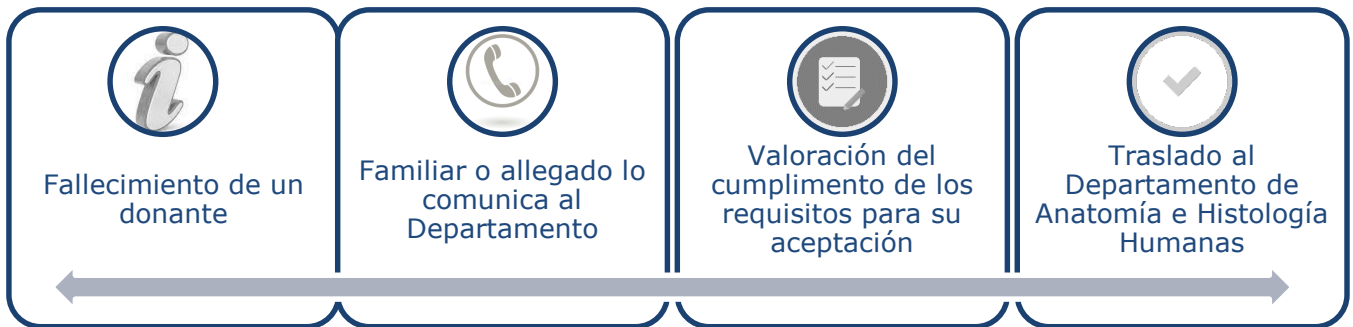 Fallecimiento de un
donante
Familiar o allegado lo
comunica al
Departamento
Valoración del
cumplimento de los
requisitos para su
aceptación
Traslado al
Departamento de
Anatomía e Histología
Humanas